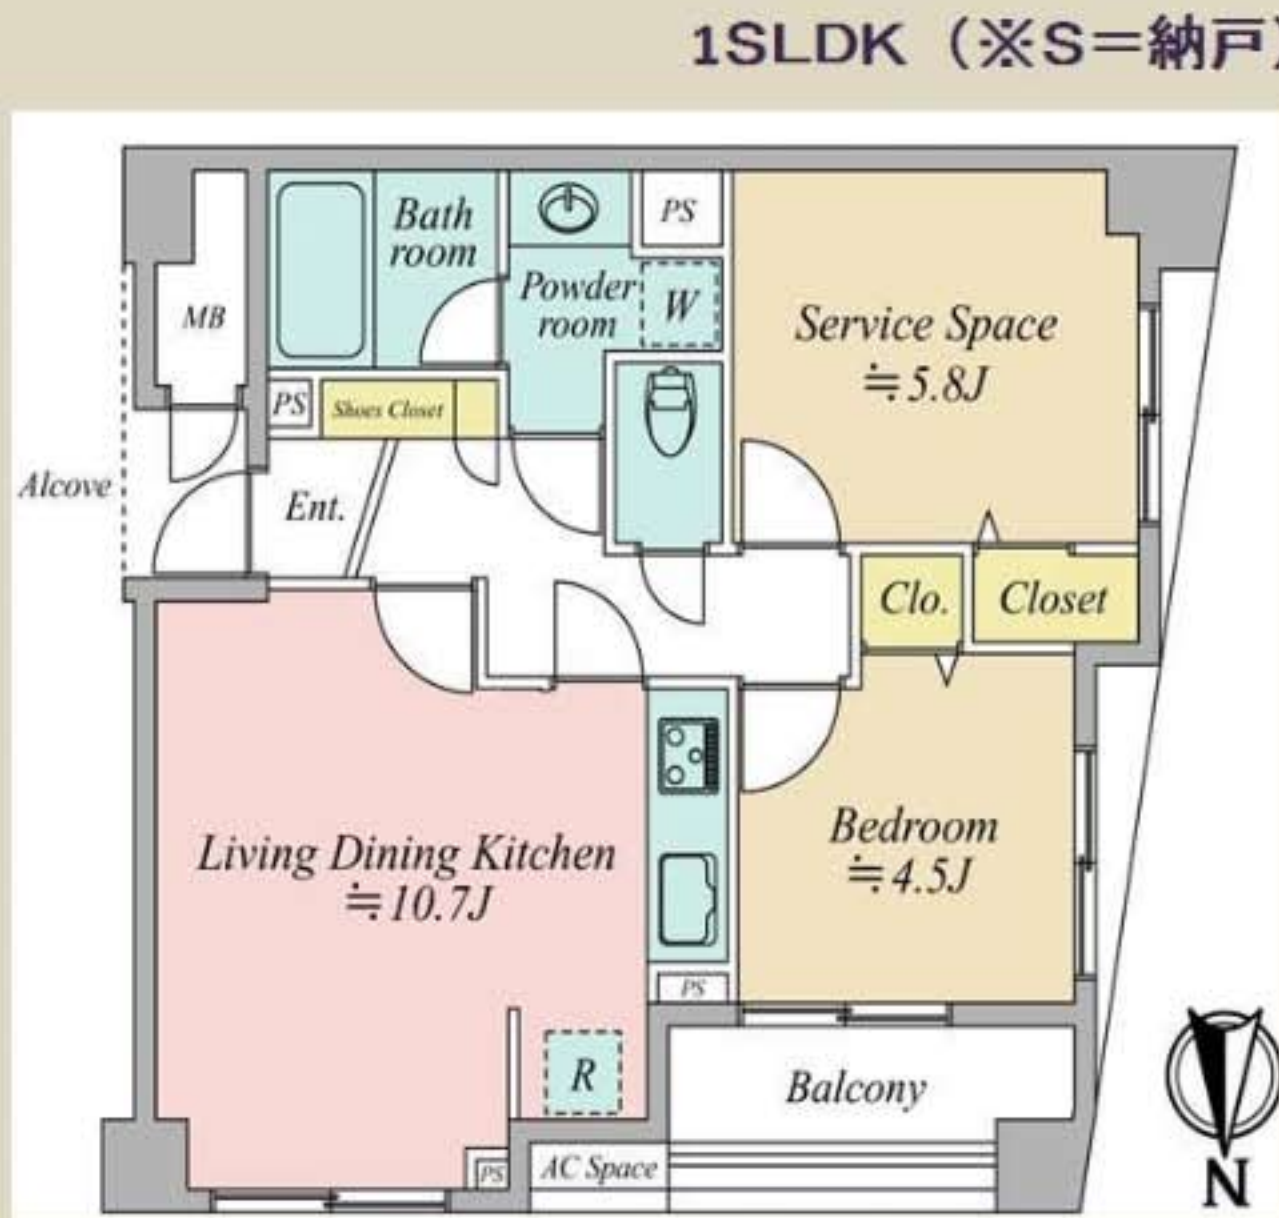 1SLDK（※S＝納戸）
Bath
room
PS
MB
Powder
room
W
Service Space
≒5.8J
PS
Shoes Closet
Alcove
Ent.
Clo.
Closet
Living Dining Kitchen
≒10.7J
Bedroom
≒4.5J
PS
R
Balcony
PS
AC Space
N